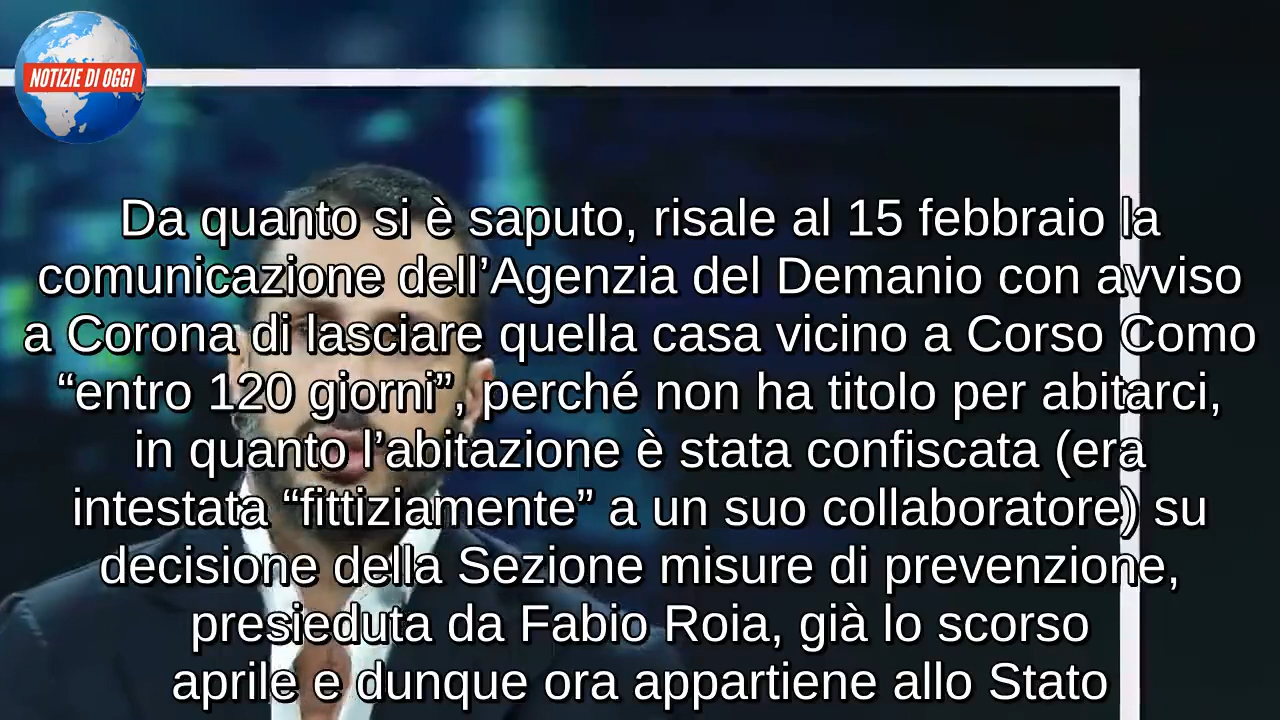 NOTIZIE DI OGGI
Da quanto si è saputo, risale al 15 febbraio la
comunicazione dell’Agenzia del Demanio con avviso
a Corona di lasciare quella casa vicino a Corso Como
“entro 120 giorni”, perché non ha titolo per abitarci,
in quanto l’abitazione è stata confiscata (era
intestata “fittiziamente” a un suo collaboratore) su
decisione della Sezione misure di prevenzione,
presieduta da Fabio Roia, già lo scorso
aprile e dunque ora appartiene allo Stato